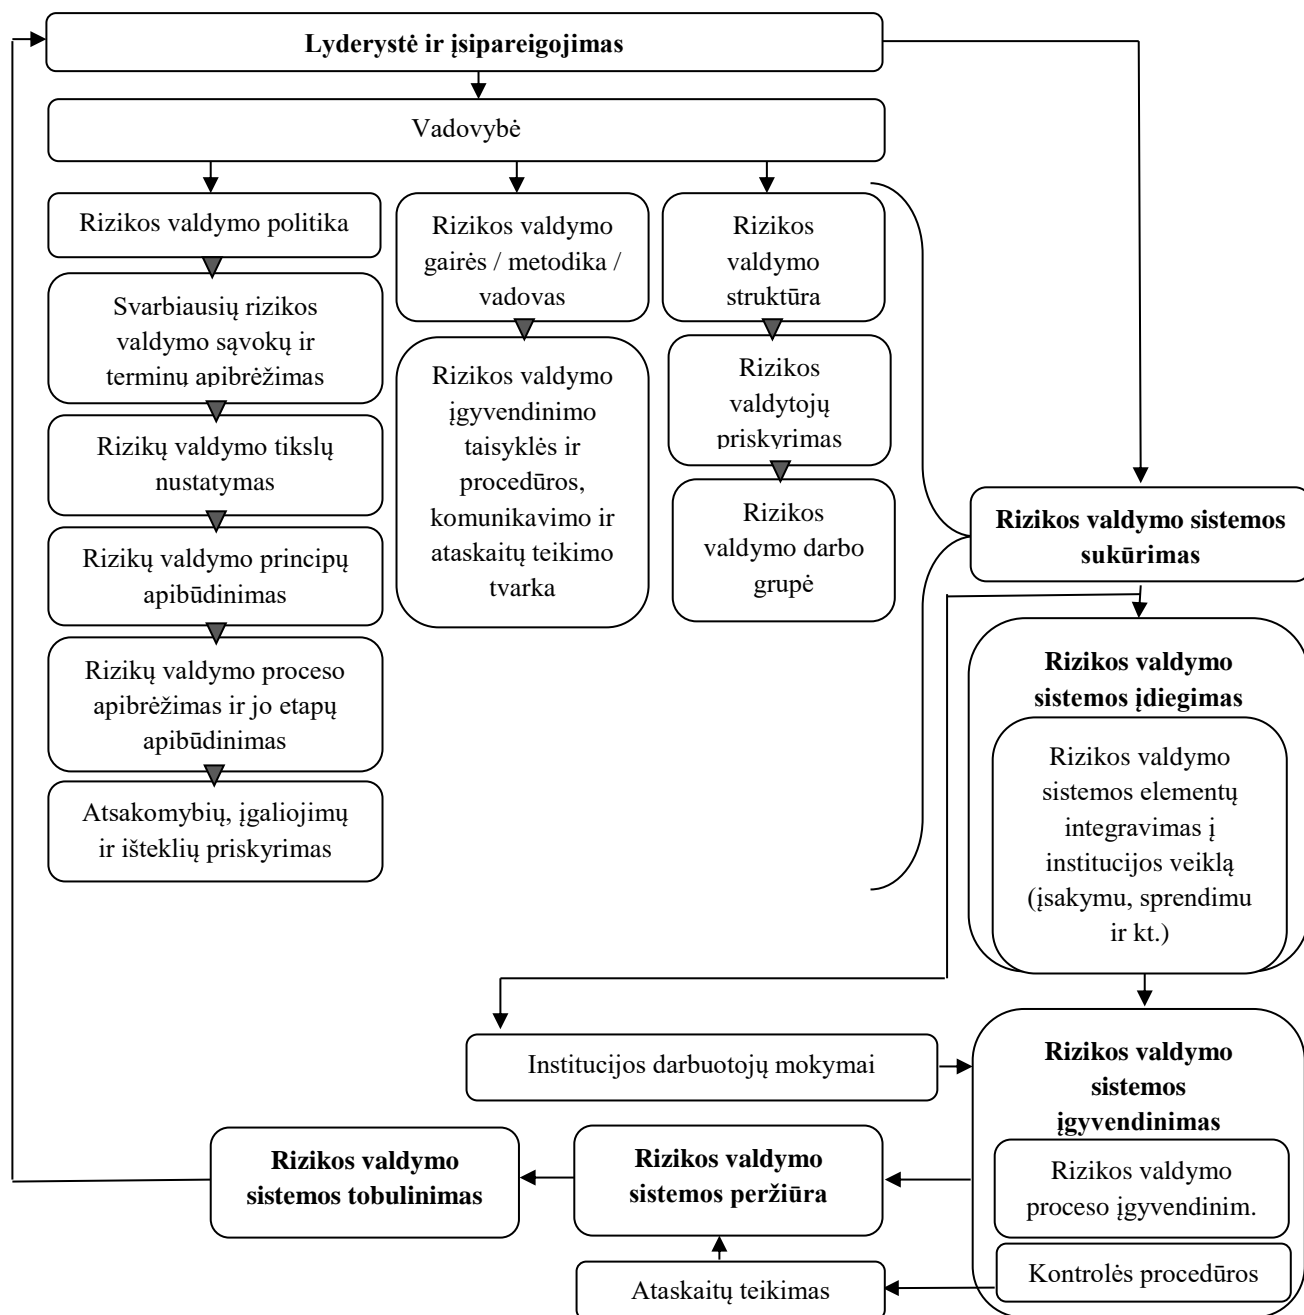 Lyderystė ir įsipareigojimas
Vadovybė
Rizikos valdymo politika
Svarbiausių rizikos
valdymo sąvokų ir
terminų apibrėžimas
Rizikų valdymo tikslų
nustatymas
Rizikų valdymo principų
apibūdinimas
Rizikų valdymo proceso
apibrėžimas ir jo etapų
apibūdinimas
Atsakomybių, įgaliojimų
ir išteklių priskyrimas
Rizikos valdymo
gairės / metodika /
vadovas
Rizikos valdymo
įgyvendinimo
taisyklės ir
procedūros,
komunikavimo ir
ataskaitų teikimo
tvarka
Rizikos
valdymo
struktūra
Rizikos
valdytojų
priskyrimas
Rizikos
valdymo darbo
grupė
Rizikos valdymo sistemos
sukūrimas
Rizikos valdymo
sistemos įdiegimas
Rizikos valdymo
sistemos elementų
integravimas į
institucijos veiklą
(įsakymu, sprendimu
ir kt.)
Institucijos darbuotojų mokymai
Rizikos valdymo
sistemos
įgyvendinimas
Rizikos valdymo
proceso įgyvendinim.
Kontrolės procedūros
Rizikos valdymo
sistemos peržiūra
Rizikos valdymo
sistemos tobulinimas
Ataskaitų teikimas